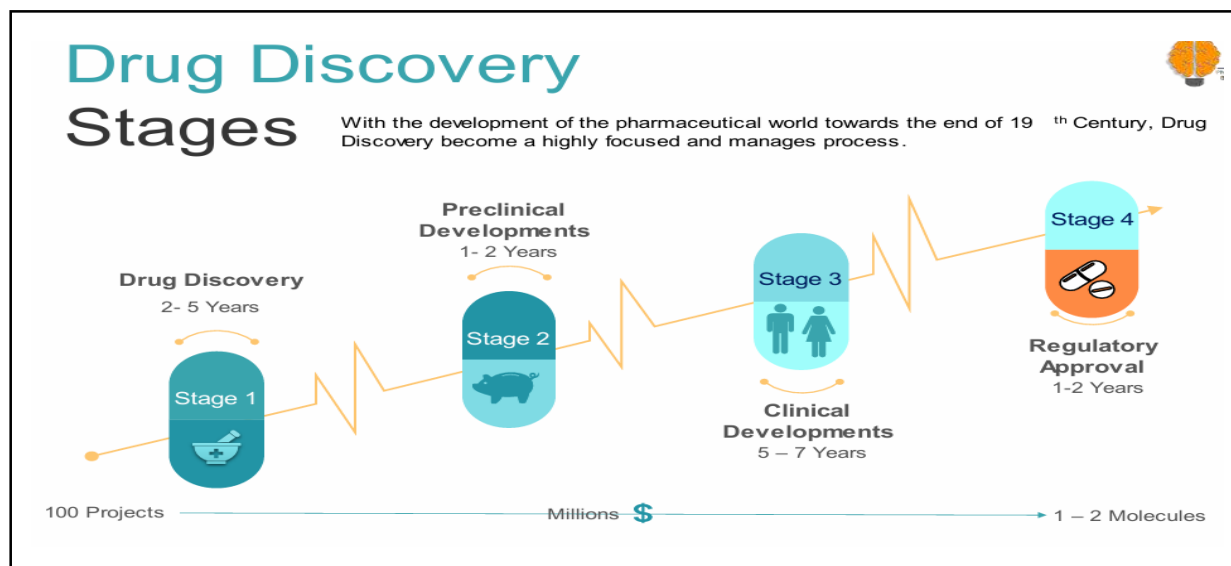 Drug Discovery
Stages
With the development of the pharmaceutical world towards the end of 19 th Century, Drug
Discovery become a highly focused and manages process.
Drug Discovery
2- 5 Years
Stage 1
Preclinical
Developments
1- 2 Years
Stage 2
Stage 3
Clinical
Developments
5 – 7 Years
Stage 4
Regulatory
Approval
1-2 Years
100 Projects
Millions $
1 – 2 Molecules